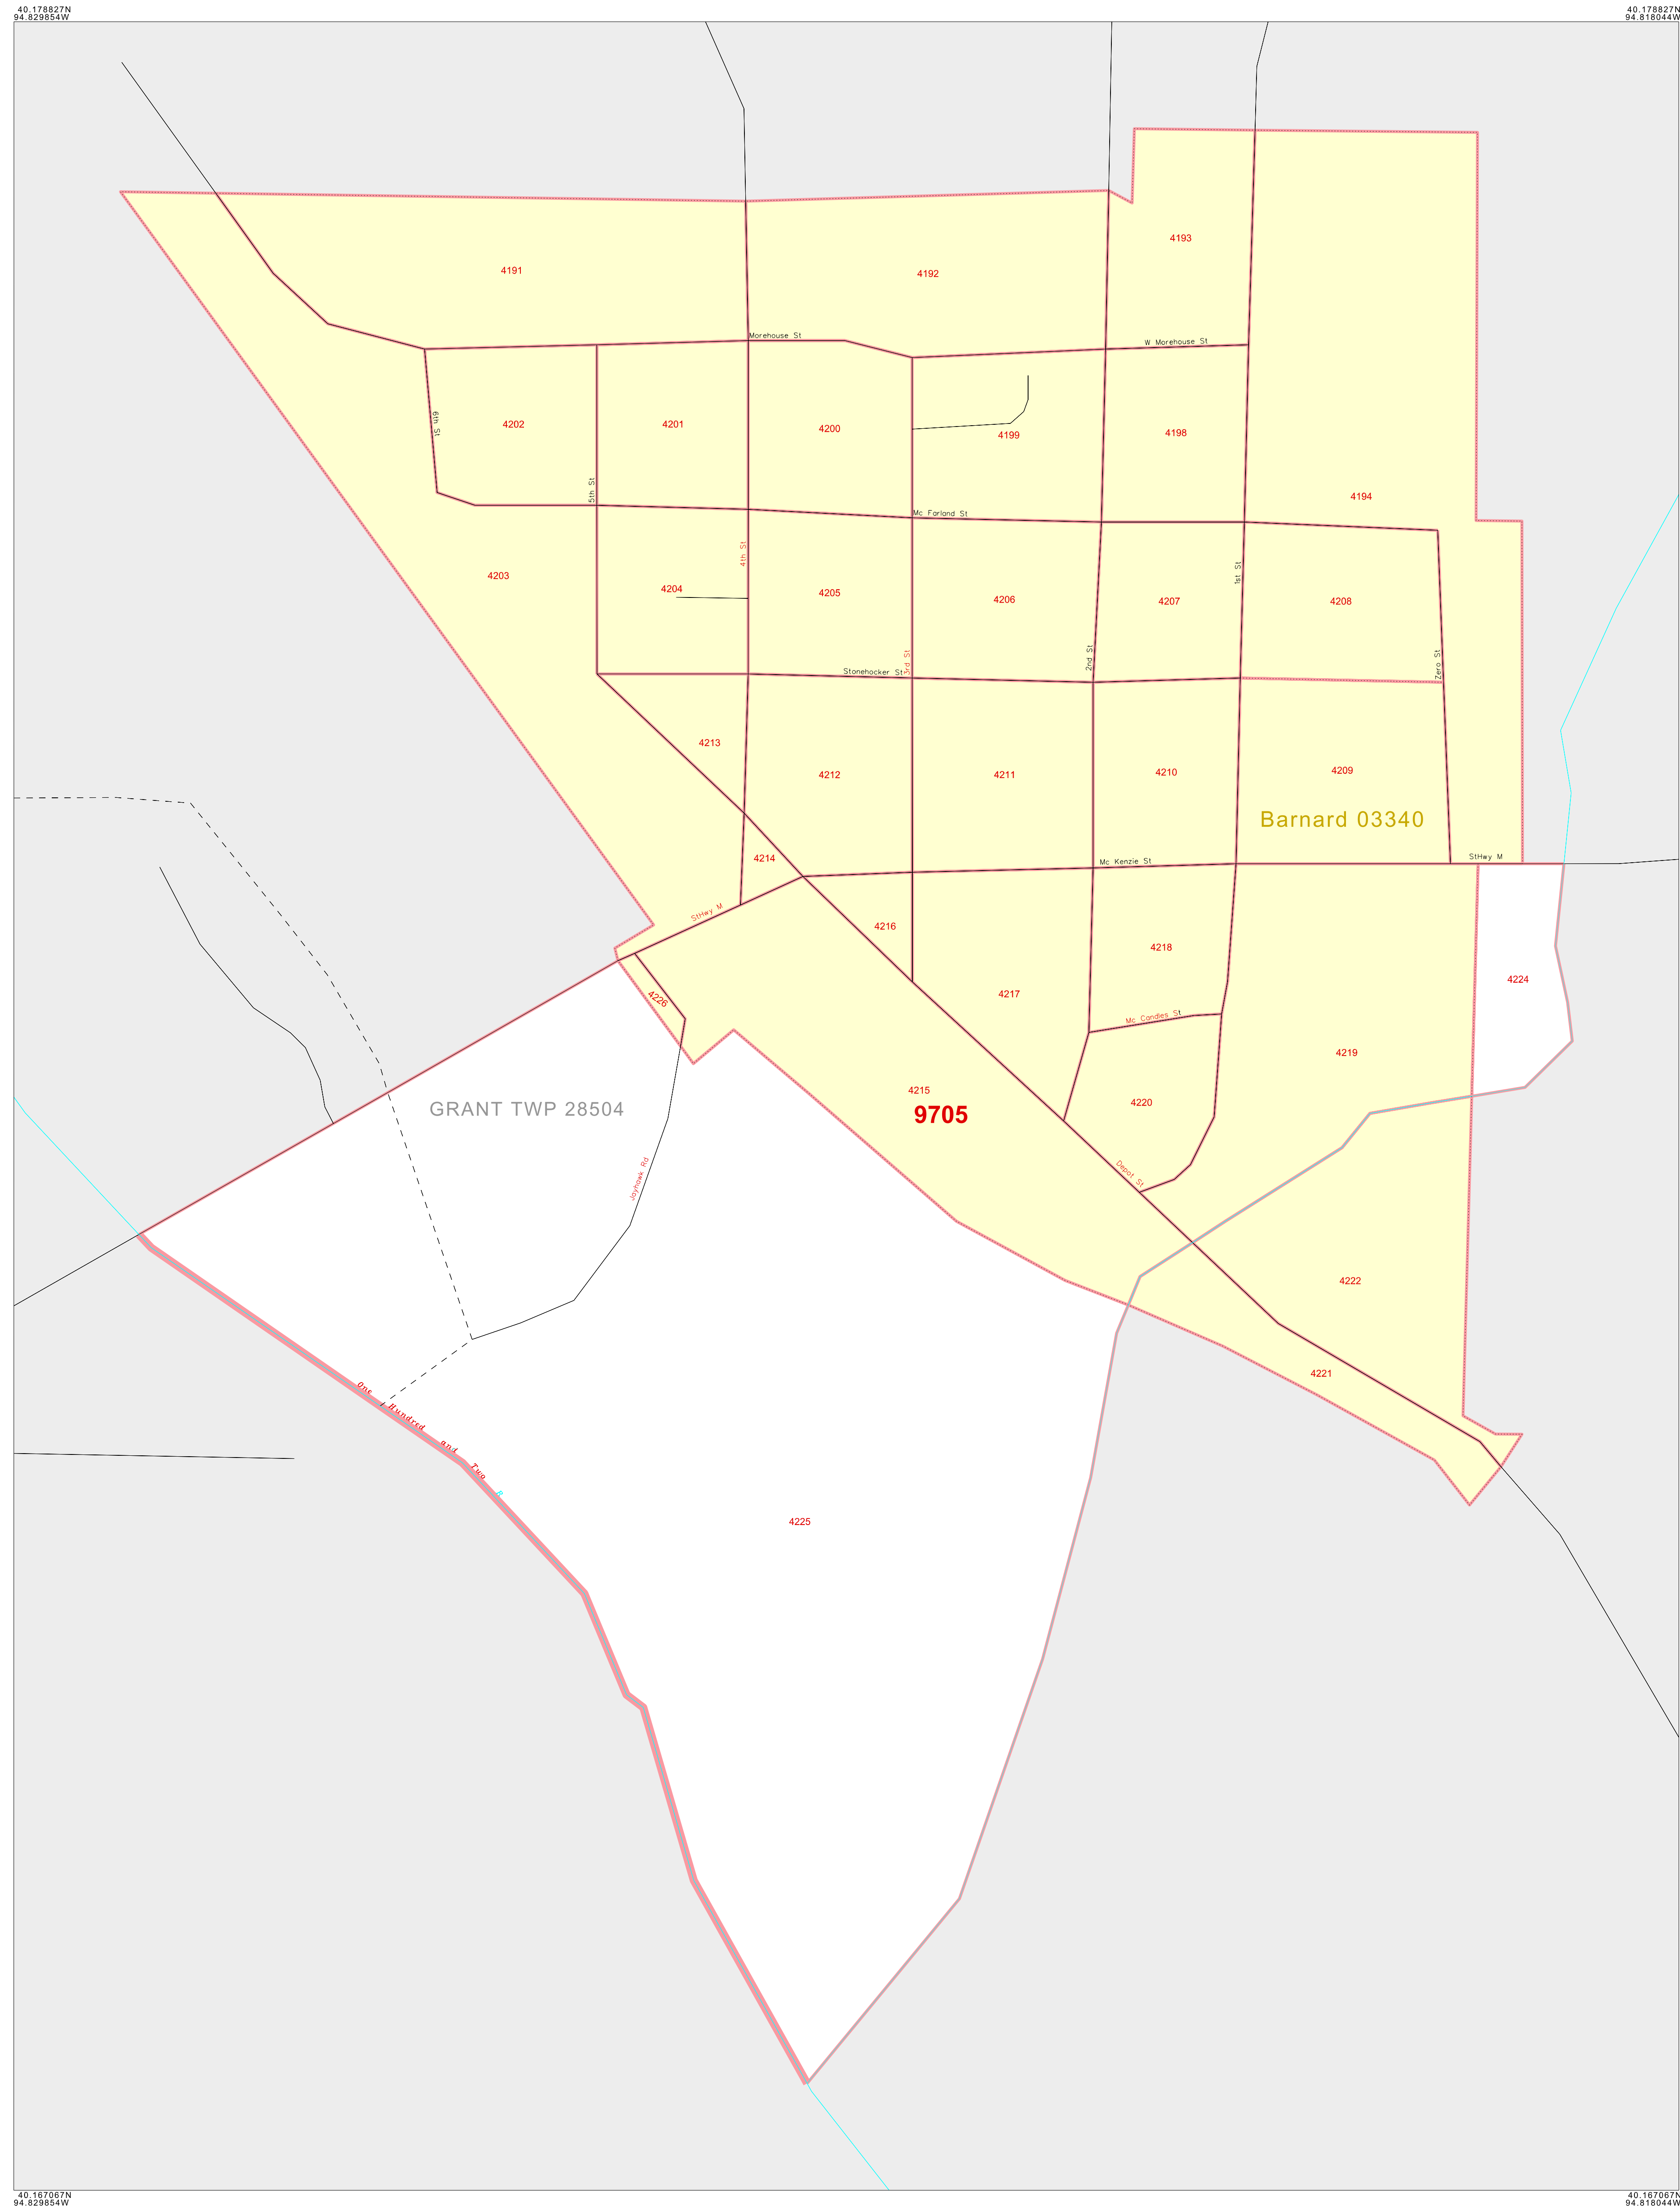 40.178827N
94.829854W
40.178827N
94.818044W
4193
4191
4192
Morehouse St
W Morehouse St
6th St
4202
4201
4200
4199
4198
5th St
4194
Mc Farland St
4th St
4203
4204
4205
4206
1st St
4207
4208
3rd St
2nd St
Zero St
Stonehocker St
4213
4212
4211
4210
4209
Barnard 03340
4214
Mc Kenzie St
StHwy M
StHwy M
4216
4218
4224
4226
4217
Mc Candles St
4219
4215
9705
4220
GRANT TWP 28504
Jayhawk Rd
Depot St
4222
4221
One Hundred and Two R
4225
40.167067N
94.829854W
40.167067N
94.818044W